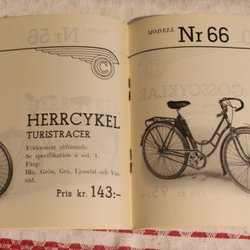 HERRCYKEL
TURISTRACER
Förkromat utförande.
Se specifikation å sid. 1.
Färg:
Blå, Grön, Grå, Ljusröd och Vin-
röd.
Pris kr. 143:-
MODELL Nr 66